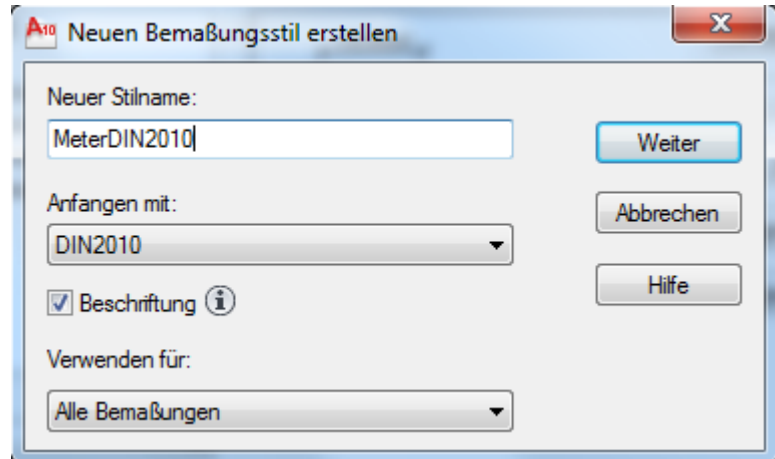 A10 Neuen Bemaßungsstil erstellen
Neuer Stilname:
MeterDIN2010
Weiter
Anfangen mit:
DIN2010
Abbrechen
Beschriftung i
Hilfe
Verwenden für:
Alle Bemaßungen